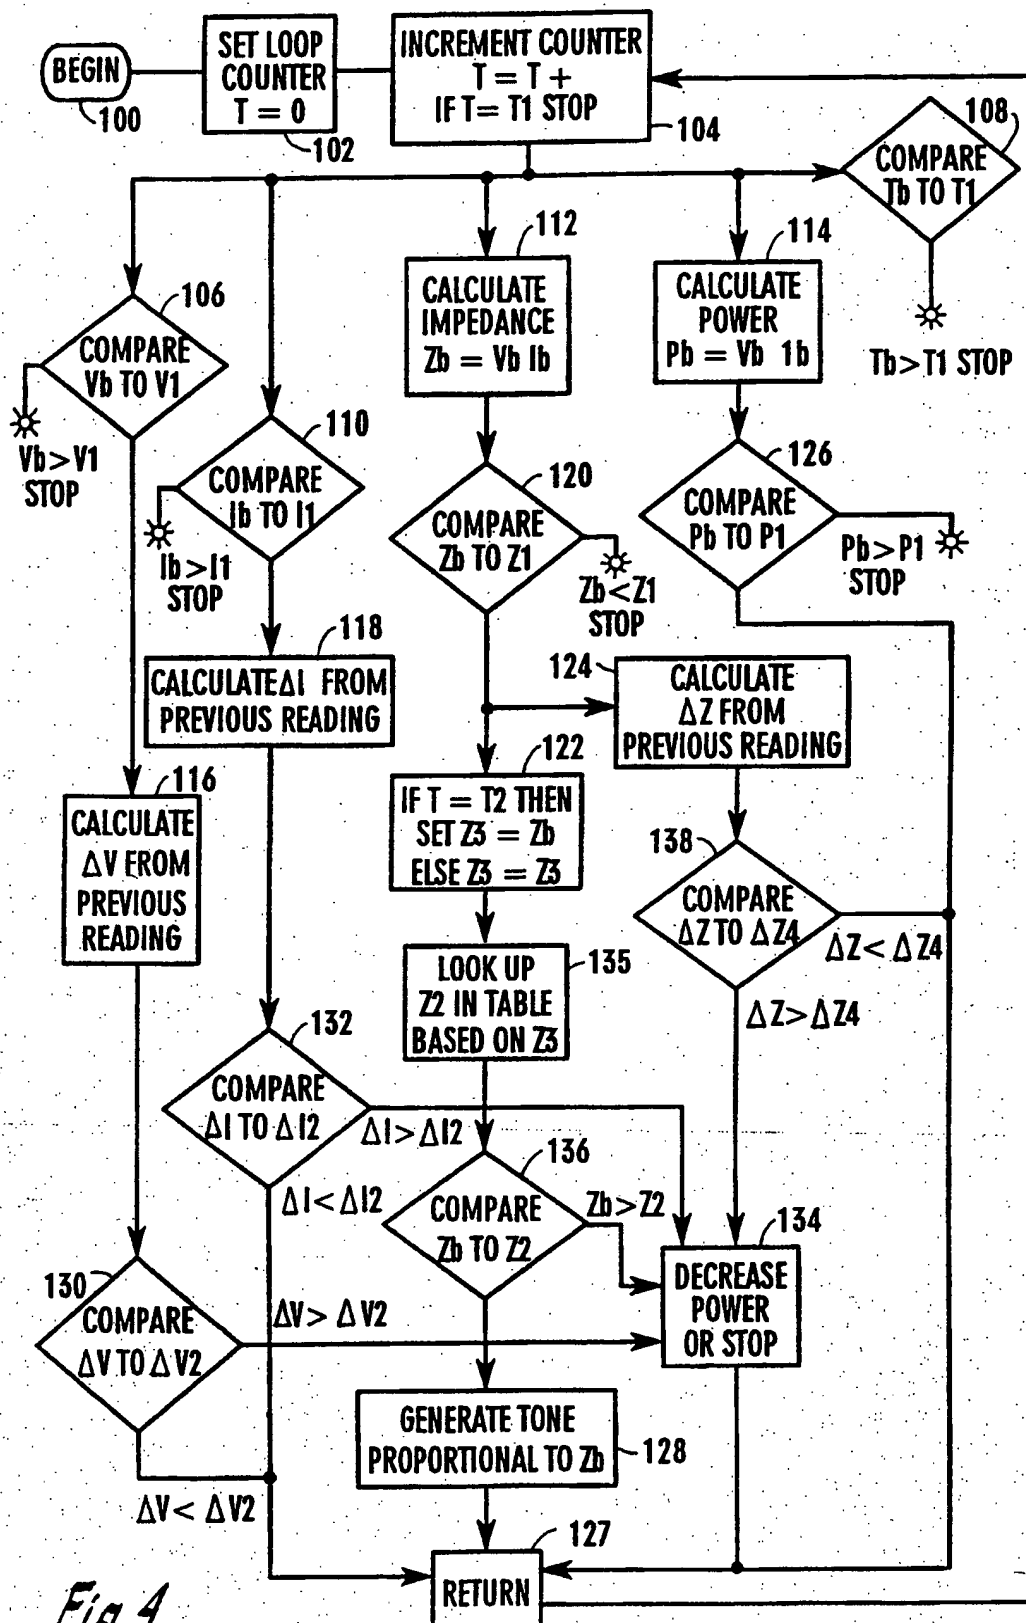 BEGIN
100
SET LOOP
COUNTER
T = 0
102
INCREMENT COUNTER
T = T +
IF T= T1 STOP
104
108
COMPARE
Tb TO T1
Tb>T1 STOP
106
COMPARE
Vb TO V1
Vb>V1
STOP
110
COMPARE
Ib TO I1
Ib>I1
STOP
112
CALCULATE
IMPEDANCE
Zb = Vb Ib
114
CALCULATE
POWER
Pb = Vb 1b
120
COMPARE
Zb TO Z1
Zb<Z1
STOP
126
COMPARE
Pb TO P1
Pb>P1
STOP
118
CALCULATE ΔI FROM
PREVIOUS READING
124
CALCULATE
ΔZ FROM
PREVIOUS READING
116
CALCULATE
ΔV FROM
PREVIOUS
READING
122
IF T = T2 THEN
SET Z3 = Zb
ELSE Z3 = Z3
138
COMPARE
ΔZ TO ΔZ4
ΔZ< ΔZ4
ΔZ>ΔZ4
135
LOOK UP
Z2 IN TABLE
BASED ON Z3
132
COMPARE
ΔI TO ΔI2
ΔI>ΔI2
ΔI<ΔI2
136
COMPARE
Zb TO Z2
Zb>Z2
134
DECREASE
POWER
OR STOP
130
COMPARE
ΔV TO ΔV2
ΔV> ΔV2
ΔV< ΔV2
GENERATE TONE
PROPORTIONAL TO Zb
128
127
RETURN
Fig 4